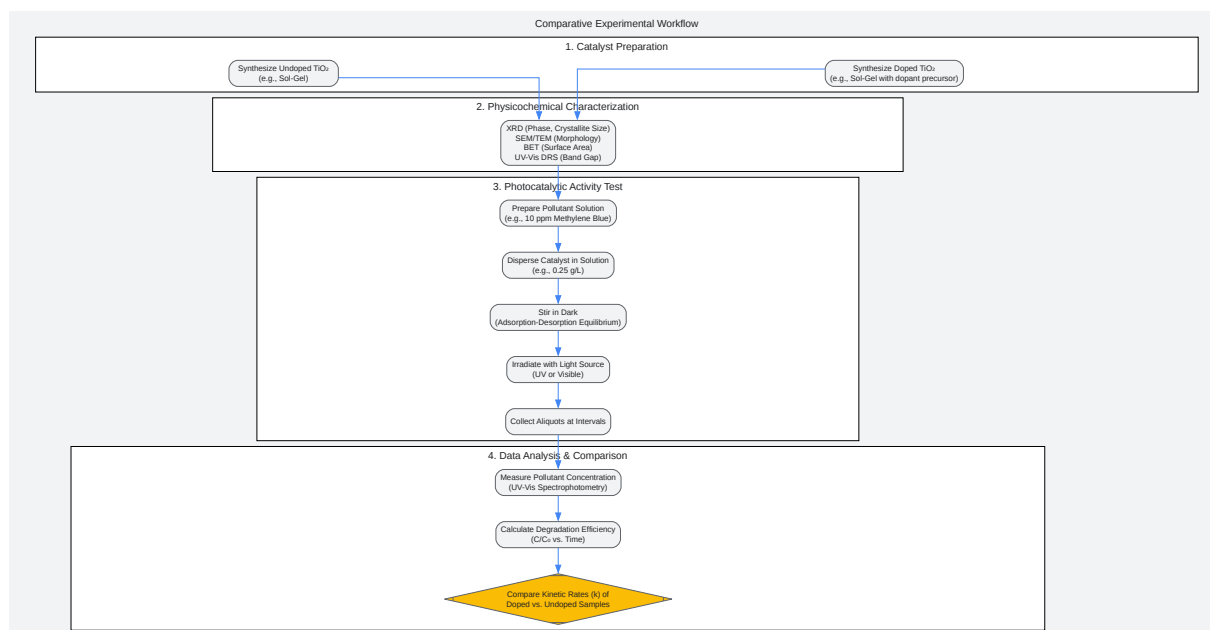 Comparative Experimental Workflow
1. Catalyst Preparation
Synthesize Undoped TiO₂
(e.g., Sol-Gel)
Synthesize Doped TiO₂
(e.g., Sol-Gel with dopant precursor)
2. Physicochemical Characterization
XRD (Phase, Crystallite Size)
SEM/TEM (Morphology)
BET (Surface Area)
UV-Vis DRS (Band Gap)
3. Photocatalytic Activity Test
Prepare Pollutant Solution
(e.g., 10 ppm Methylene Blue)
Disperse Catalyst in Solution
(e.g., 0.25 g/L)
Stir in Dark
(Adsorption-Desorption Equilibrium)
Irradiate with Light Source
(UV or Visible)
Collect Aliquots at Intervals
4. Data Analysis & Comparison
Measure Pollutant Concentration
(UV-Vis Spectrophotometry)
Calculate Degradation Efficiency
(C/C₀ vs. Time)
Compare Kinetic Rates (k) of
Doped vs. Undoped Samples